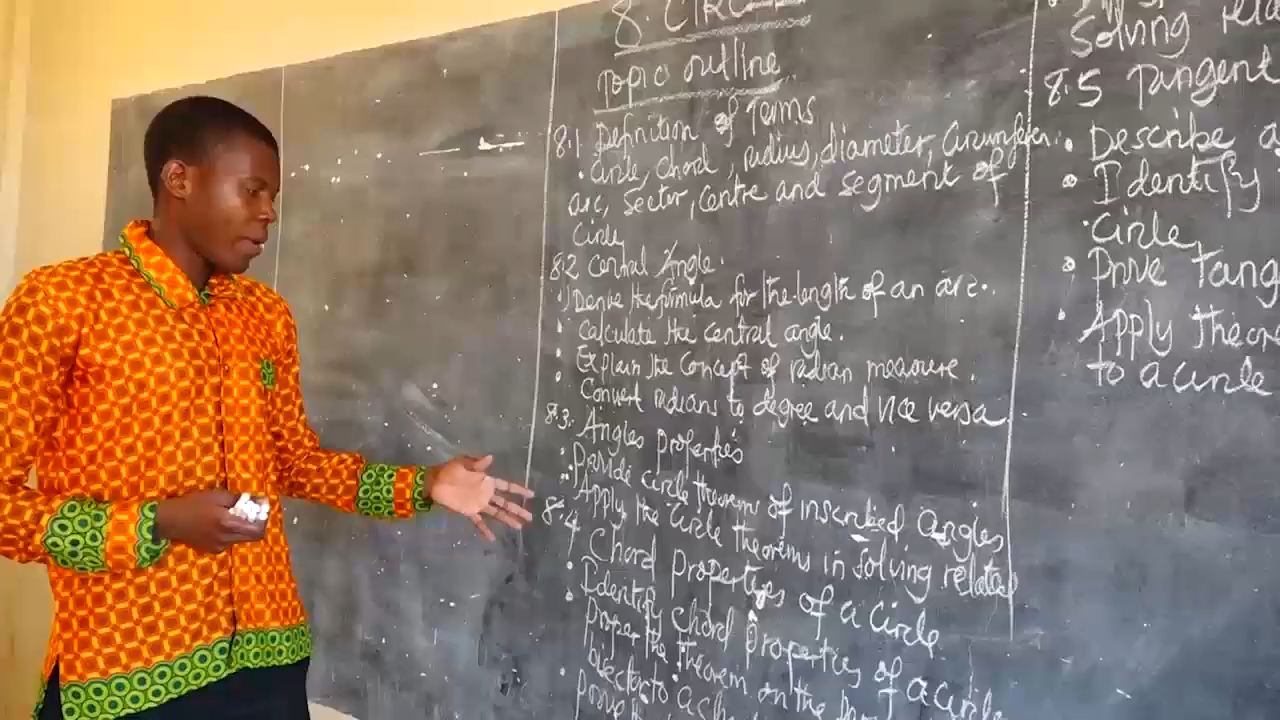 8. CIRC
Topic outline
8.1 Definition of Terms
• Circle, chord, radius, diameter, Circumferen
arc, sector, centre and segment of
Circle
8.2 Central Angle.
Derive the formula for the length of an arc.
• Calculate the central angle.
• Explain the Concept of radian measure.
• Convert radians to degree and Vice versa
8.3. Angles properties
• Provide circle theorems of inscribed angles
• Apply the Circle theorems in solving related
8.4 Chord Properties of a Circle
• Identify Chord properties of a circle
the theorem on the
bisector to a
• prove the
Solving rela
8.5 Tangent
• Describe a
• Identify
Circle,
• Prove Tang
• Apply theore
to a circle